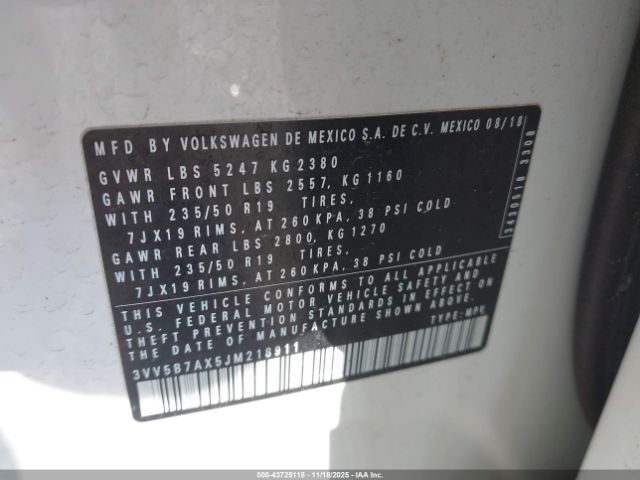 MFD. BY VOLKSWAGEN DE MEXICO S.A. DE C.V. MEXICO 08/18
GVWR LBS 5247 KG 2380
GAWR FRONT LBS 2557, KG 1160
WITH 235/50 R19 TIRES,
7JX19 RIMS, AT 260 KPA, 38 PSI COLD
GAWR REAR LBS 2800, KG 1270
WITH 235/50 R19 TIRES,
7JX19 RIMS, AT 260 KPA, 38 PSI COLD
THIS VEHICLE CONFORMS TO ALL APPLICABLE
U.S. FEDERAL MOTOR VEHICLE SAFETY AND
THEFT PREVENTION STANDARDS IN EFFECT ON
THE DATE OF MANUFACTURE SHOWN ABOVE.
3VV5B7AX5JM218911 TYPE: MPV
3430518 3308
000-43725118 - 11/18/2025 - IAAI.com